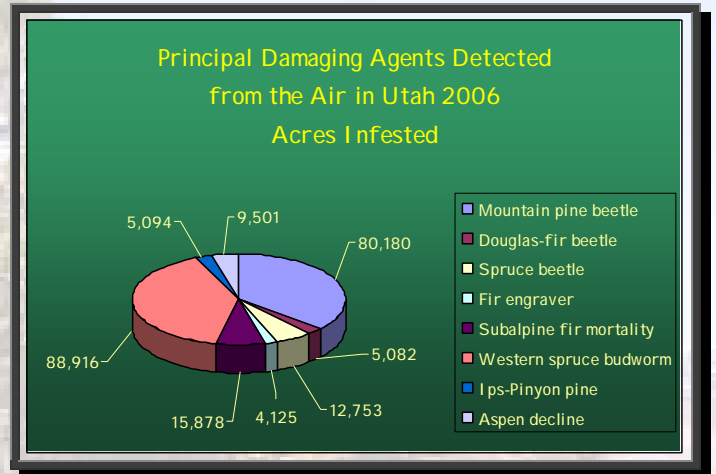 Principal Damaging Agents Detected
from the Air in Utah 2006
Acres Infested
5,094
9,501
80,180
5,082
12,753
4,125
15,878
88,916
Mountain pine beetle
Douglas-fir beetle
Spruce beetle
Fir engraver
Subalpine fir mortality
Western spruce budworm
Ips-Pinyon pine
Aspen decline